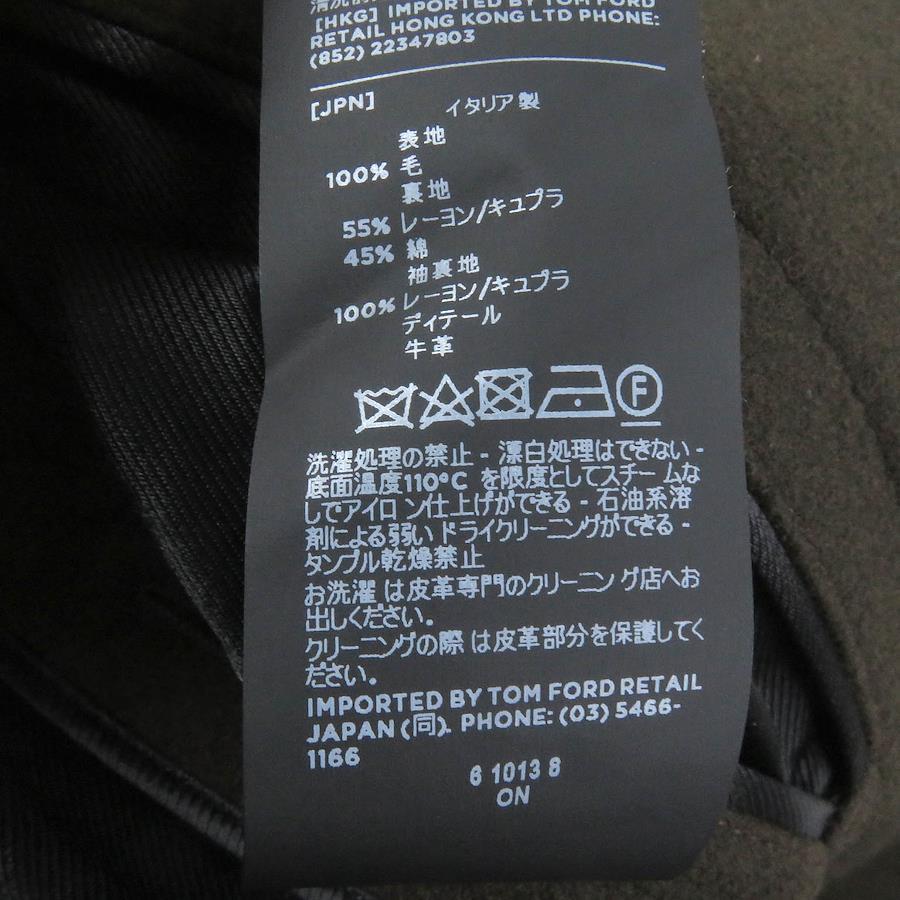 [HKG] IMPORTED BY TOM FORD
RETAIL HONG KONG LTD PHONE:
(852) 22347803
[JPN] イタリア製
表地
100% 毛
裏地
55% レーヨン/キュプラ
45% 綿
袖裏地
100% レーヨン/キュプラ
ディテール
牛革
F
洗濯処理の禁止 - 漂白処理はできない -
底面温度110°C を限度としてスチームな
しでアイロン仕上げができる - 石油系溶
剤による弱いドライクリーニングができる -
タンブル乾燥禁止
お洗濯は皮革専門のクリーニング店へお
出しください。
クリーニングの際は皮革部分を保護してく
ださい。
IMPORTED BY TOM FORD RETAIL
JAPAN (同). PHONE: (03) 5466-
1166
6 1013 8
ON